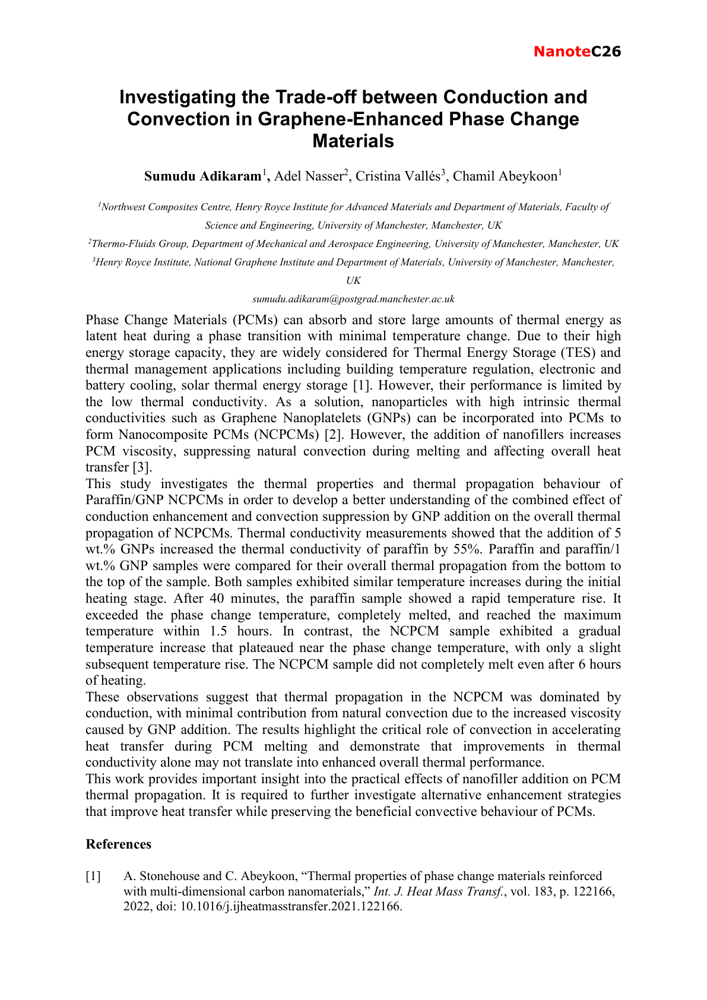 NanoteC26
Investigating the Trade-off between Conduction and
Convection in Graphene-Enhanced Phase Change
Materials
Sumudu Adikaram1, Adel Nasser2, Cristina Vallés3, Chamil Abeykoon1
1Northwest Composites Centre, Henry Royce Institute for Advanced Materials and Department of Materials, Faculty of
Science and Engineering, University of Manchester, Manchester, UK
2Thermo-Fluids Group, Department of Mechanical and Aerospace Engineering, University of Manchester, Manchester, UK
3Henry Royce Institute, National Graphene Institute and Department of Materials, University of Manchester, Manchester,
UK
sumudu.adikaram@postgrad.manchester.ac.uk
Phase Change Materials (PCMs) can absorb and store large amounts of thermal energy as
latent heat during a phase transition with minimal temperature change. Due to their high
energy storage capacity, they are widely considered for Thermal Energy Storage (TES) and
thermal management applications including building temperature regulation, electronic and
battery cooling, solar thermal energy storage [1]. However, their performance is limited by
the low thermal conductivity. As a solution, nanoparticles with high intrinsic thermal
conductivities such as Graphene Nanoplatelets (GNPs) can be incorporated into PCMs to
form Nanocomposite PCMs (NCPCMs) [2]. However, the addition of nanofillers increases
PCM viscosity, suppressing natural convection during melting and affecting overall heat
transfer [3].
This study investigates the thermal properties and thermal propagation behaviour of
Paraffin/GNP NCPCMs in order to develop a better understanding of the combined effect of
conduction enhancement and convection suppression by GNP addition on the overall thermal
propagation of NCPCMs. Thermal conductivity measurements showed that the addition of 5
wt.% GNPs increased the thermal conductivity of paraffin by 55%. Paraffin and paraffin/1
wt.% GNP samples were compared for their overall thermal propagation from the bottom to
the top of the sample. Both samples exhibited similar temperature increases during the initial
heating stage. After 40 minutes, the paraffin sample showed a rapid temperature rise. It
exceeded the phase change temperature, completely melted, and reached the maximum
temperature within 1.5 hours. In contrast, the NCPCM sample exhibited a gradual
temperature increase that plateaued near the phase change temperature, with only a slight
subsequent temperature rise. The NCPCM sample did not completely melt even after 6 hours
of heating.
These observations suggest that thermal propagation in the NCPCM was dominated by
conduction, with minimal contribution from natural convection due to the increased viscosity
caused by GNP addition. The results highlight the critical role of convection in accelerating
heat transfer during PCM melting and demonstrate that improvements in thermal
conductivity alone may not translate into enhanced overall thermal performance.
This work provides important insight into the practical effects of nanofiller addition on PCM
thermal propagation. It is required to further investigate alternative enhancement strategies
that improve heat transfer while preserving the beneficial convective behaviour of PCMs.
References
[1] A. Stonehouse and C. Abeykoon, “Thermal properties of phase change materials reinforced
with multi-dimensional carbon nanomaterials,” Int. J. Heat Mass Transf., vol. 183, p. 122166,
2022, doi: 10.1016/j.ijheatmasstransfer.2021.122166.